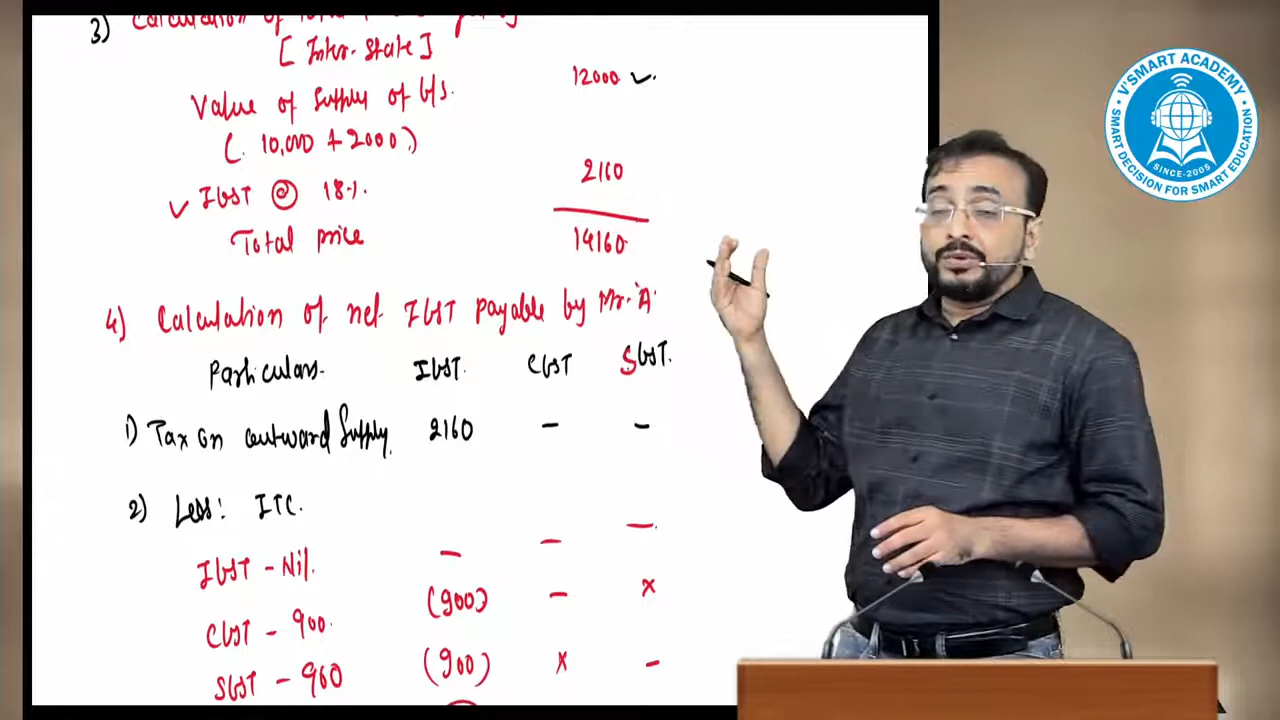 3) Calculation of
[Inter-State]
Value of Supply of G/S. 12000
(10,000 + 2000)
IGST @ 18% 2160
Total price 14160
4) Calculation of net IGST payable by Mr. 'A'
Particulars IGST. CGST SGST.
1) Tax on outward Supply. 2160 – –
2) Less: ITC.
IGST - Nil. – – –
CGST - 900. (900) – x
SGST - 900 (900) x –
V'SMART ACADEMY
SINCE-2005
SMART DECISION FOR SMART EDUCATION